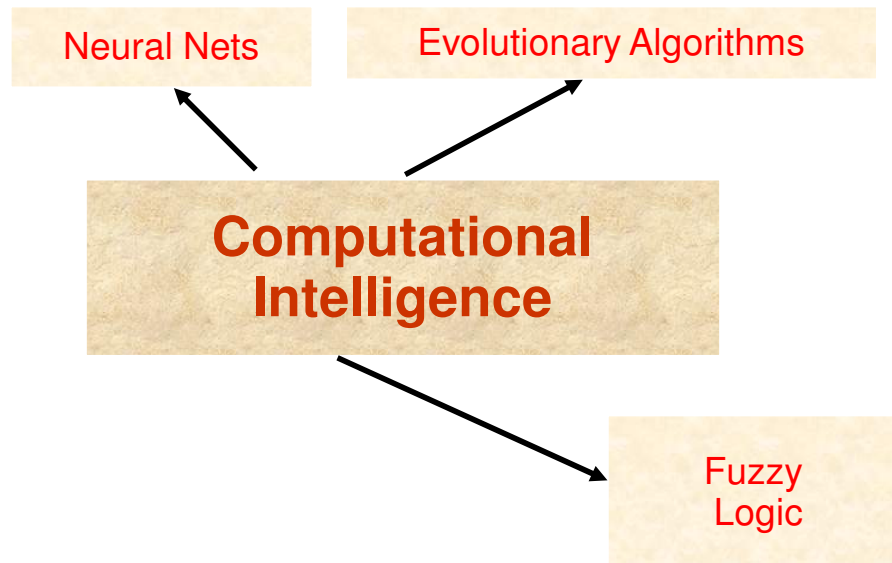 Neural Nets
Evolutionary Algorithms
Computational
Intelligence
Fuzzy
Logic